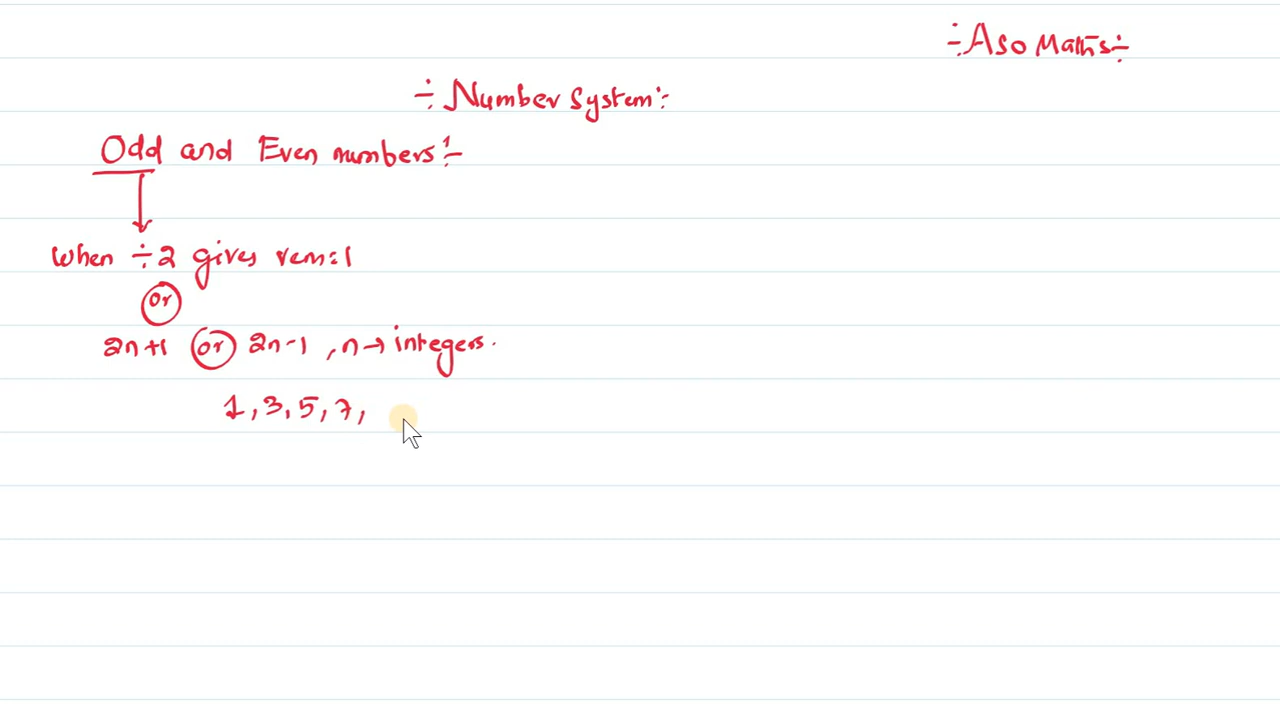 ÷Aso Maths÷
÷Number System:-
Odd and Even numbers:-
When ÷2 gives rem=1
or
2n+1 or 2n-1, n→integers.
1, 3, 5, 7,